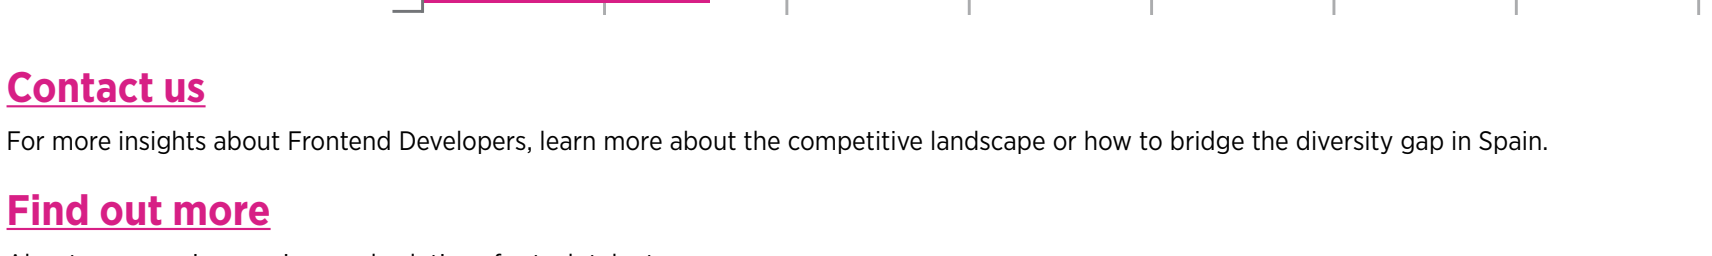 Contact us
For more insights about Frontend Developers, learn more about the competitive landscape or how to bridge the diversity gap in Spain.
Find out more